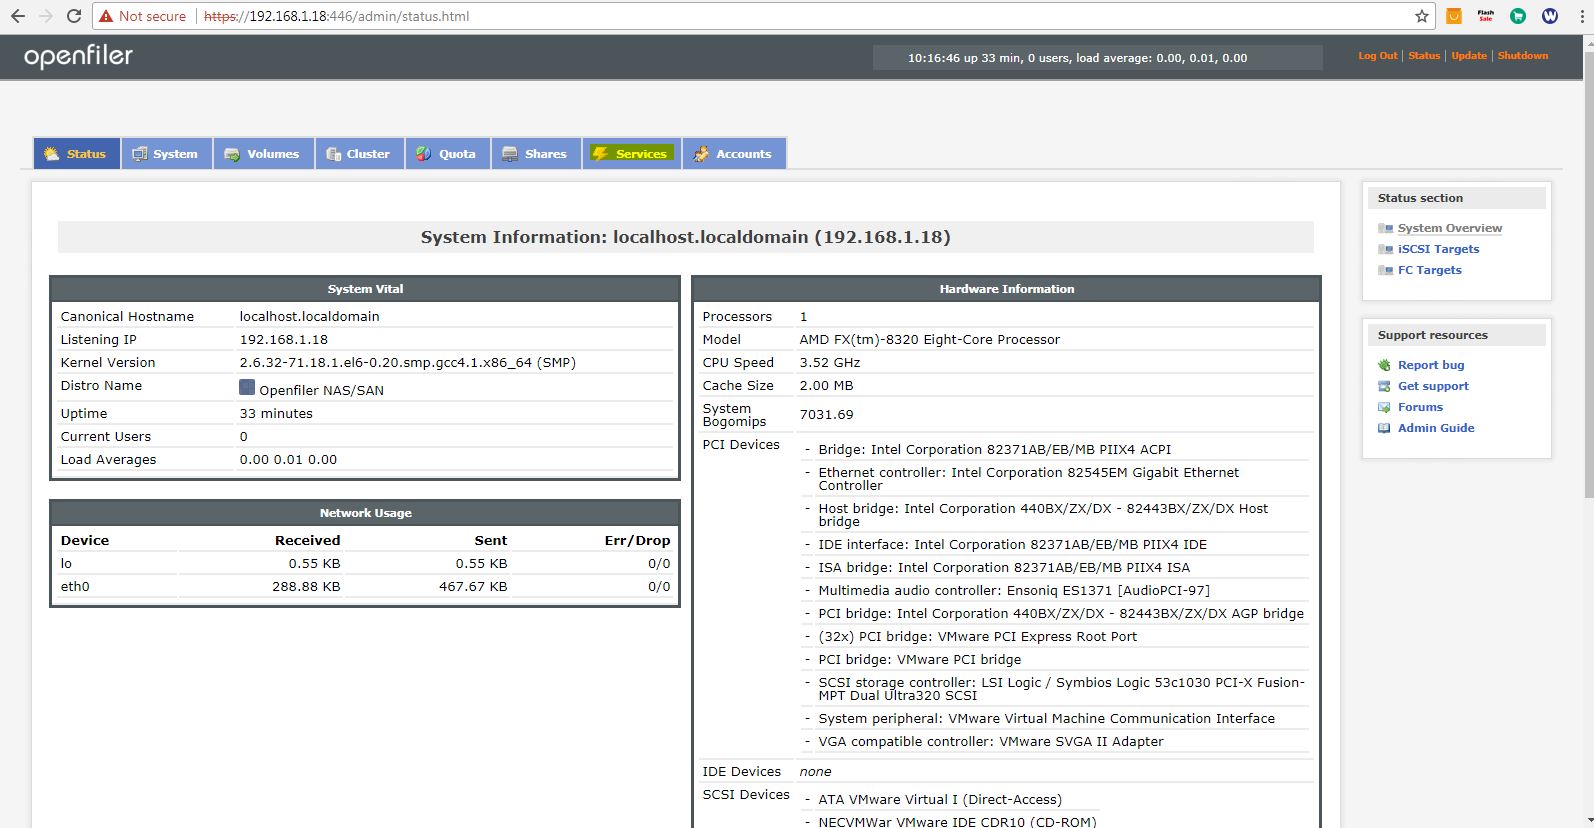 Not secure | https://192.168.1.18:446/admin/status.html
Flash
Sale
W
openfiler
10:16:46 up 33 min, 0 users, load average: 0.00, 0.01, 0.00
Log Out | Status | Update | Shutdown
Status
System
Volumes
Cluster
Quota
Shares
Services
Accounts
System Information: localhost.localdomain (192.168.1.18)
System Vital
Canonical Hostname localhost.localdomain
Listening IP 192.168.1.18
Kernel Version 2.6.32-71.18.1.el6-0.20.smp.gcc4.1.x86_64 (SMP)
Distro Name Openfiler NAS/SAN
Uptime 33 minutes
Current Users 0
Load Averages 0.00 0.01 0.00
Network Usage
Device Received Sent Err/Drop
lo 0.55 KB 0.55 KB 0/0
eth0 288.88 KB 467.67 KB 0/0
Hardware Information
Processors 1
Model AMD FX(tm)-8320 Eight-Core Processor
CPU Speed 3.52 GHz
Cache Size 2.00 MB
System
Bogomips 7031.69
PCI Devices
- Bridge: Intel Corporation 82371AB/EB/MB PIIX4 ACPI
- Ethernet controller: Intel Corporation 82545EM Gigabit Ethernet
Controller
- Host bridge: Intel Corporation 440BX/ZX/DX - 82443BX/ZX/DX Host
bridge
- IDE interface: Intel Corporation 82371AB/EB/MB PIIX4 IDE
- ISA bridge: Intel Corporation 82371AB/EB/MB PIIX4 ISA
- Multimedia audio controller: Ensoniq ES1371 [AudioPCI-97]
- PCI bridge: Intel Corporation 440BX/ZX/DX - 82443BX/ZX/DX AGP bridge
- (32x) PCI bridge: VMware PCI Express Root Port
- PCI bridge: VMware PCI bridge
- SCSI storage controller: LSI Logic / Symbios Logic 53c1030 PCI-X Fusion-
MPT Dual Ultra320 SCSI
- System peripheral: VMware Virtual Machine Communication Interface
- VGA compatible controller: VMware SVGA II Adapter
IDE Devices none
SCSI Devices
- ATA VMware Virtual I (Direct-Access)
- NECVMWar VMware IDE CDR10 (CD-ROM)
Status section
System Overview
iSCSI Targets
FC Targets
Support resources
Report bug
Get support
Forums
Admin Guide